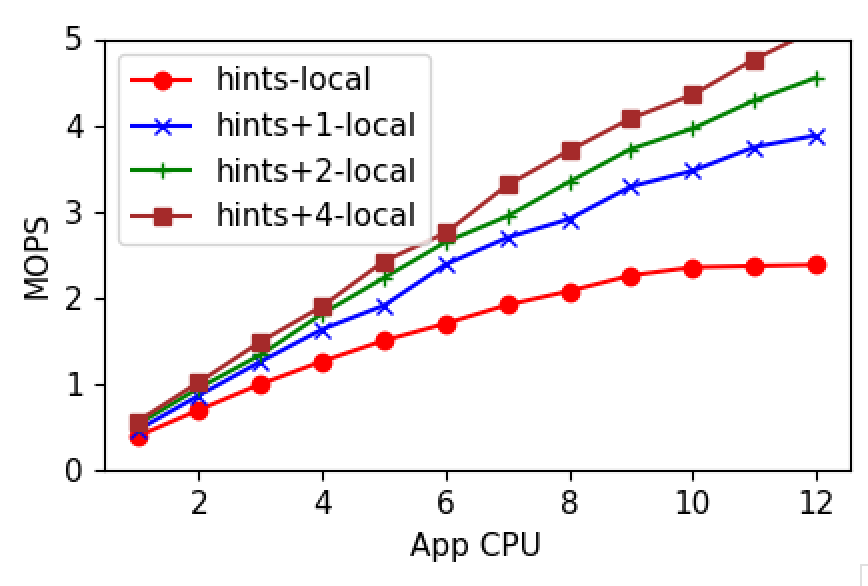 5
hints-local
hints+1-local
4
hints+2-local
hints+4-local
3
MOPS
2
1
0
2 4 6 8 10 12
App CPU